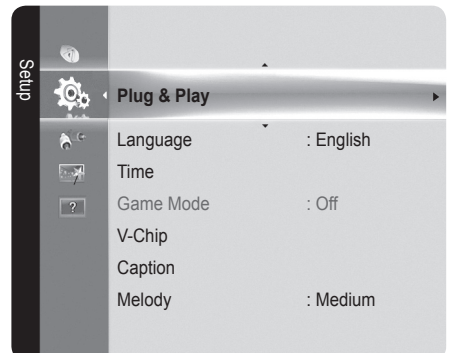 Setup
Plug & Play
Language : English
Time
Game Mode : Off
V-Chip
Caption
Melody : Medium
?